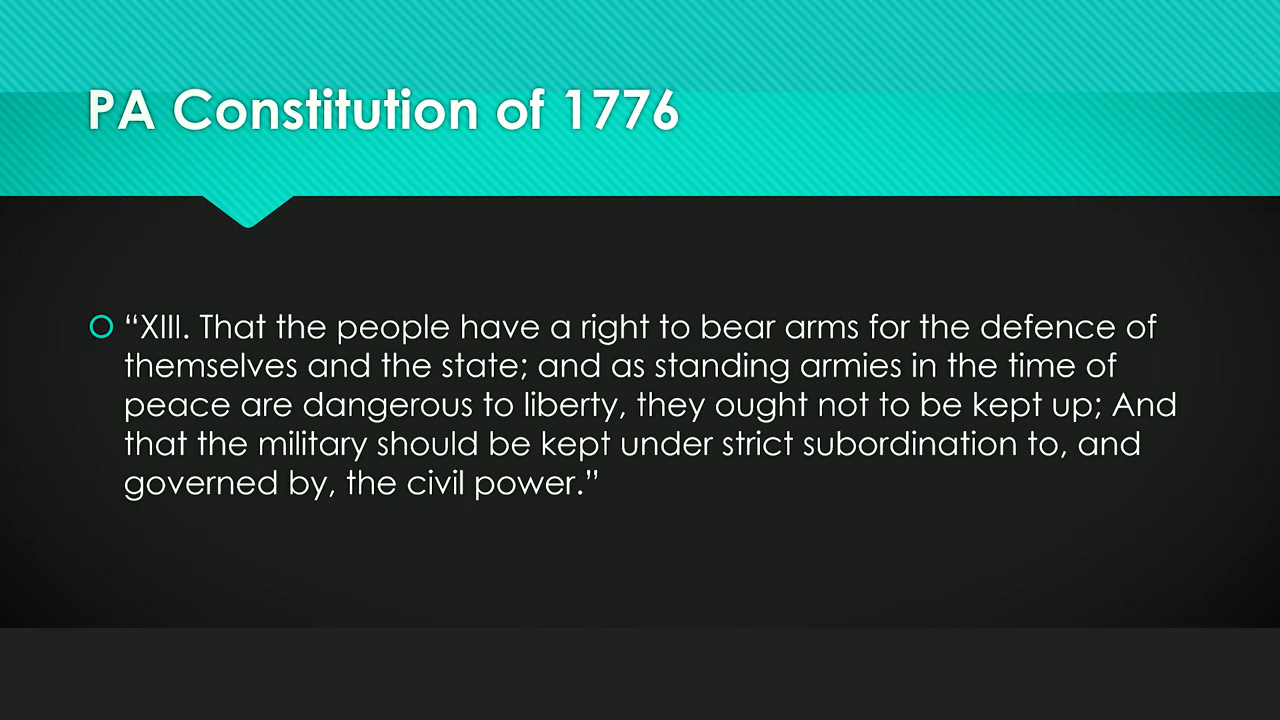 PA Constitution of 1776
“XIII. That the people have a right to bear arms for the defence of
themselves and the state; and as standing armies in the time of
peace are dangerous to liberty, they ought not to be kept up; And
that the military should be kept under strict subordination to, and
governed by, the civil power.”